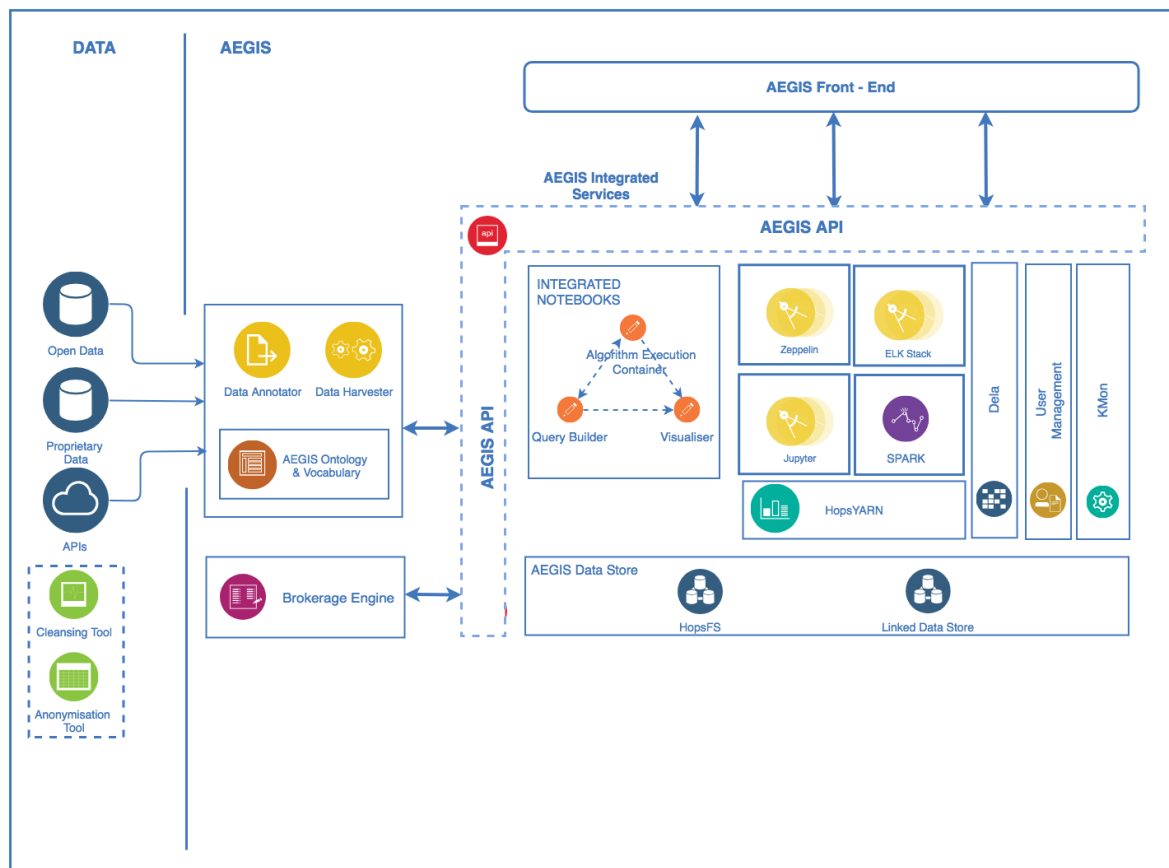 DATA
AEGIS
AEGIS Front - End
AEGIS Integrated
Services
AEGIS API
api
AEGIS API
INTEGRATED
NOTEBOOKS
Algorithm Execution
Container
Query Builder
Visualiser
Zeppelin
ELK Stack
Jupyter
SPARK
HopsYARN
Dela
User
Management
KMon
Open Data
Proprietary
Data
APIs
Cleansing Tool
Anonymisation
Tool
Data Annotator
Data Harvester
AEGIS Ontology
& Vocabulary
Brokerage Engine
AEGIS Data Store
HopsFS
Linked Data Store